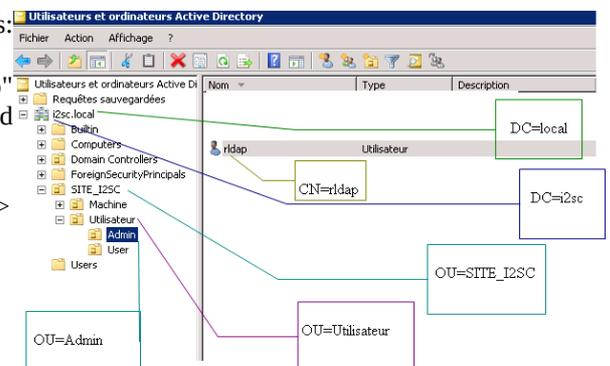 s:
Utilisateurs et ordinateurs Active Directory
Fichier Action Affichage ?
"
d
>
Utilisateurs et ordinateurs Active Di
Nom Type Description
Requêtes sauvegardées
i2sc.local
Builtin
Computers
Domain Controllers
ForeignSecurityPrincipals
SITE_I2SC
Machine
Utilisateur
Admin
User
Users
rldap Utilisateur
DC=local
CN=rldap
DC=i2sc
OU=SITE_I2SC
OU=Utilisateur
OU=Admin